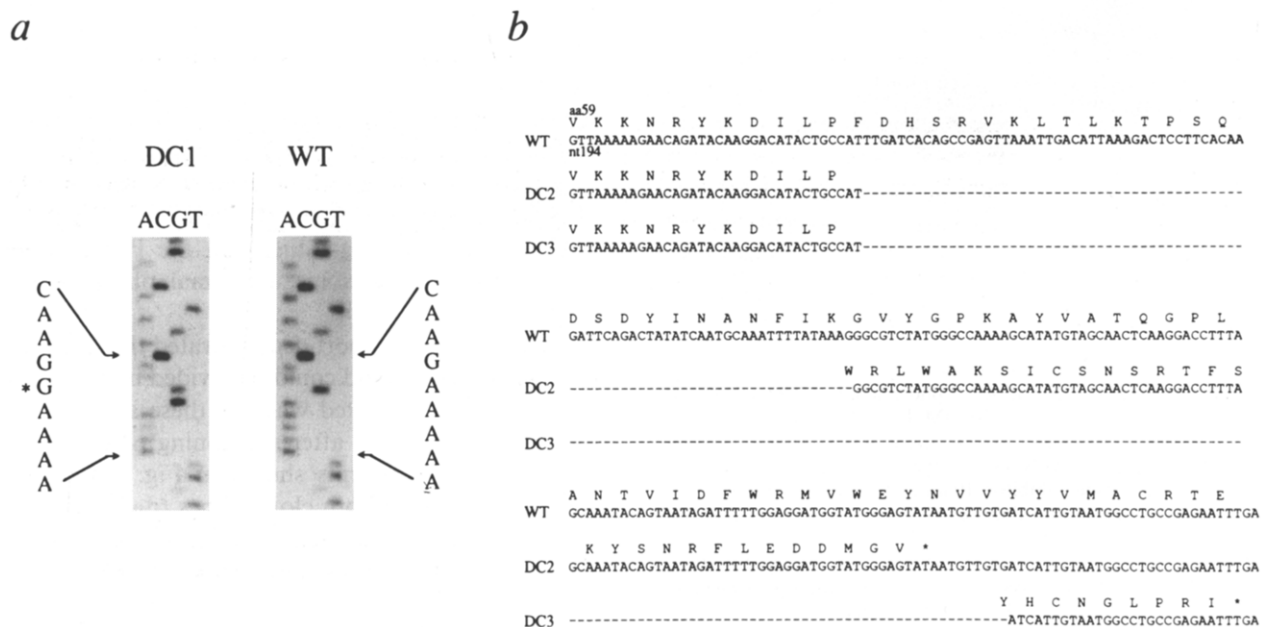 a
b
DC1
WT
ACGT
ACGT
C
A
A
G
* G
A
A
A
A
C
A
A
G
A
A
A
A
A
aa59
V K K N R Y K D I L P F D H S R V K L T L K T P S Q
WT GTTAAAAAGAACAGATACAAGGACATACTGCCATTTGATCACAGCCGAGTTAAATTGACATTAAAGACTCCTTCACAA
nt194
V K K N R Y K D I L P
DC2 GTTAAAAAGAACAGATACAAGGACATACTGCCAT
V K K N R Y K D I L P
DC3 GTTAAAAAGAACAGATACAAGGACATACTGCCAT
D S D Y I N A N F I K G V Y G P K A Y V A T Q G P L
WT GATTCAGACTATATCAATGCAAATTTTATAAAGGGCGTCTATGGGCCAAAAGCATATGTAGCAACTCAAGGACCTTTA
W R L W A K S I C S N S R T F S
DC2 GGCGTCTATGGGCCAAAAGCATATGTAGCAACTCAAGGACCTTTA
DC3
A N T V I D F W R M V W E Y N V V Y Y V M A C R T E
WT GCAAATACAGTAATAGATTTTTGGAGGATGGTATGGGAGTATAATGTTGTGATCATTGTAATGGCCTGCCGAGAATTTGA
K Y S N R F L E D D M G V *
DC2 GCAAATACAGTAATAGATTTTTGGAGGATGGTATGGGAGTATAATGTTGTGATCATTGTAATGGCCTGCCGAGAATTTGA
Y H C N G L P R I *
DC3 ATCATTGTAATGGCCTGCCGAGAATTTGA